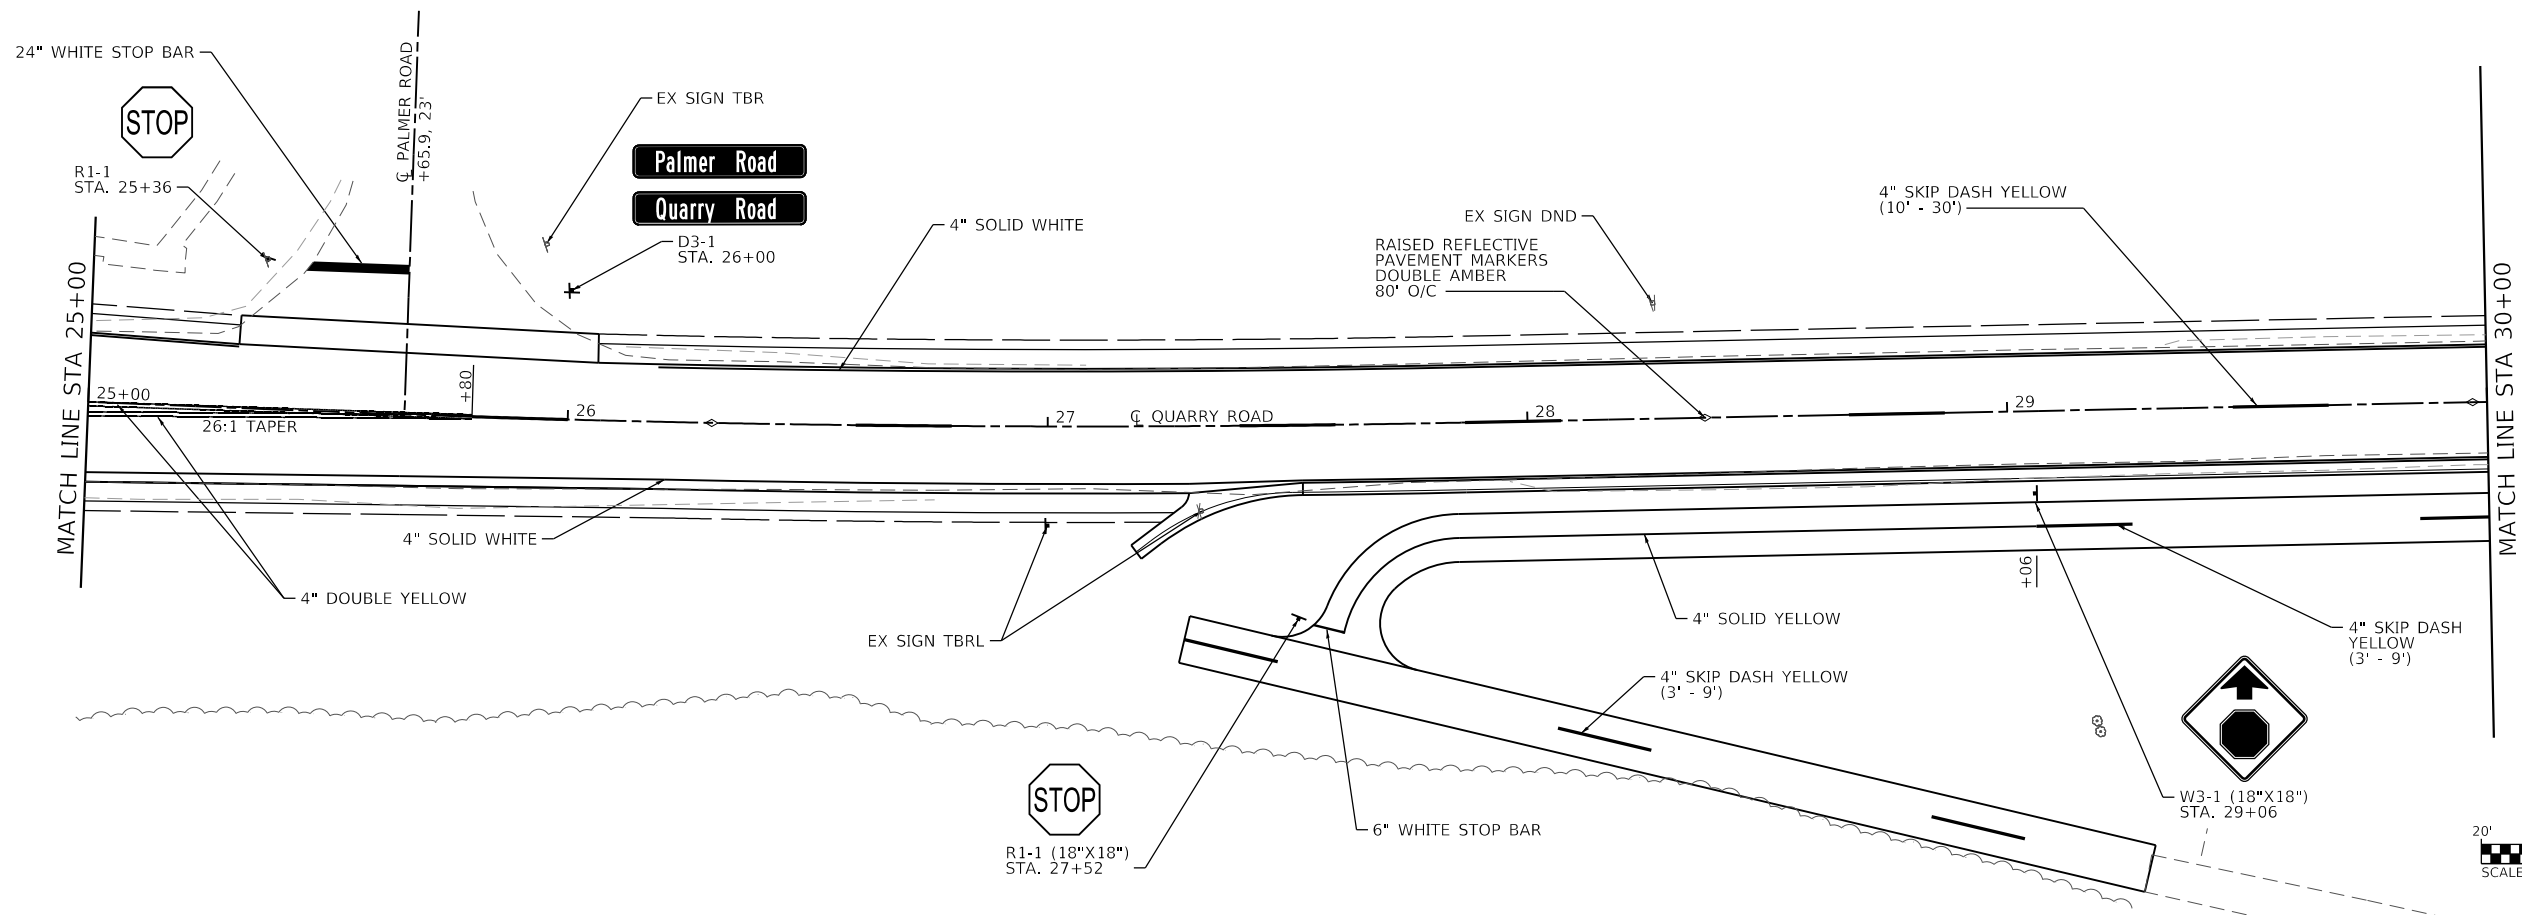 24" WHITE STOP BAR
STOP
R1-1
STA. 25+36
℄ PALMER ROAD
+65.9, 23'
EX SIGN TBR
Palmer Road
Quarry Road
D3-1
STA. 26+00
4" SOLID WHITE
EX SIGN DND
RAISED REFLECTIVE
PAVEMENT MARKERS
DOUBLE AMBER
80' O/C
4" SKIP DASH YELLOW
(10' - 30')
MATCH LINE STA 25+00
MATCH LINE STA 30+00
25+00
+80
26
27
℄ QUARRY ROAD
28
29
26:1 TAPER
4" SOLID WHITE
4" DOUBLE YELLOW
EX SIGN TBRL
4" SOLID YELLOW
+06
4" SKIP DASH
YELLOW
(3' - 9')
4" SKIP DASH YELLOW
(3' - 9')
STOP
R1-1 (18"X18")
STA. 27+52
6" WHITE STOP BAR
W3-1 (18"X18")
STA. 29+06
20'
SCALE